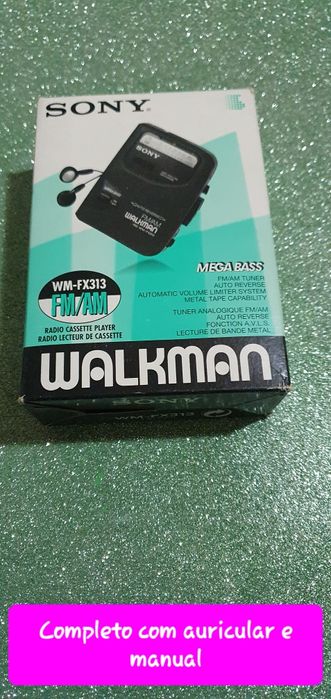 SONY
SONY
FM/AM
WALKMAN
MEGA BASS
FM/AM TUNER
AUTO REVERSE
AUTOMATIC VOLUME LIMITER SYSTEM
METAL TAPE CAPABILITY
TUNER ANALOGIQUE FM/AM
AUTO REVERSE
FONCTION A.V.L.S.
LECTURE DE BANDE METAL
WM-FX313
FM/AM
RADIO CASSETTE PLAYER
RADIO LECTEUR DE CASSETTE
WALKMAN
SONY
WM-FX313
Completo com auricular e
manual